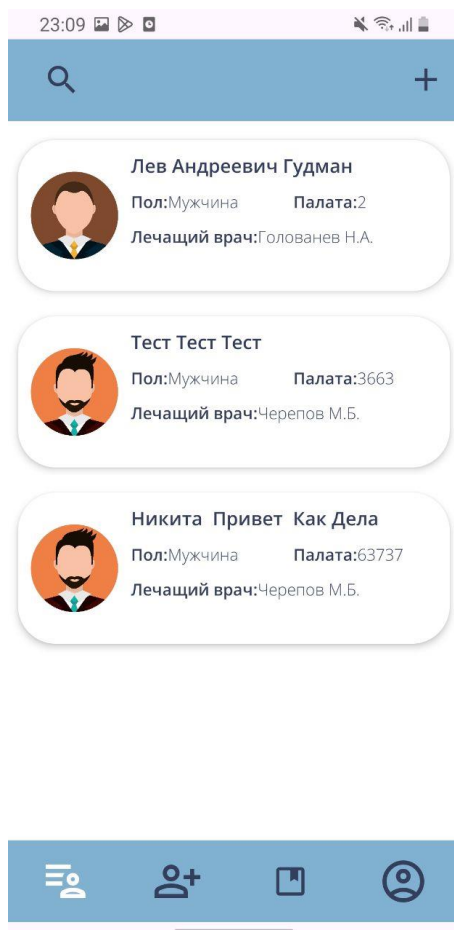 23:09
Лев Андреевич Гудман
Пол:Мужчина Палата:2
Лечащий врач:Голованев Н.А.
Тест Тест Тест
Пол:Мужчина Палата:3663
Лечащий врач:Черепов М.Б.
Никита Привет Как Дела
Пол:Мужчина Палата:63737
Лечащий врач:Черепов М.Б.